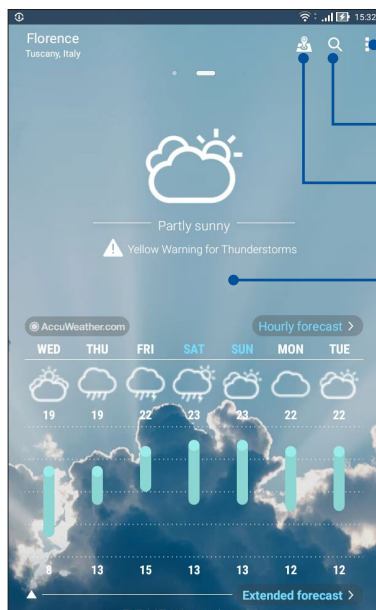 15:32
Florence
Tuscany, Italy
Partly sunny
Yellow Warning for Thunderstorms
AccuWeather.com
Hourly forecast >
WED THU FRI SAT SUN MON TUE
19 19 22 23 23 22 22
8 13 15 13 13 12 12
Extended forecast >